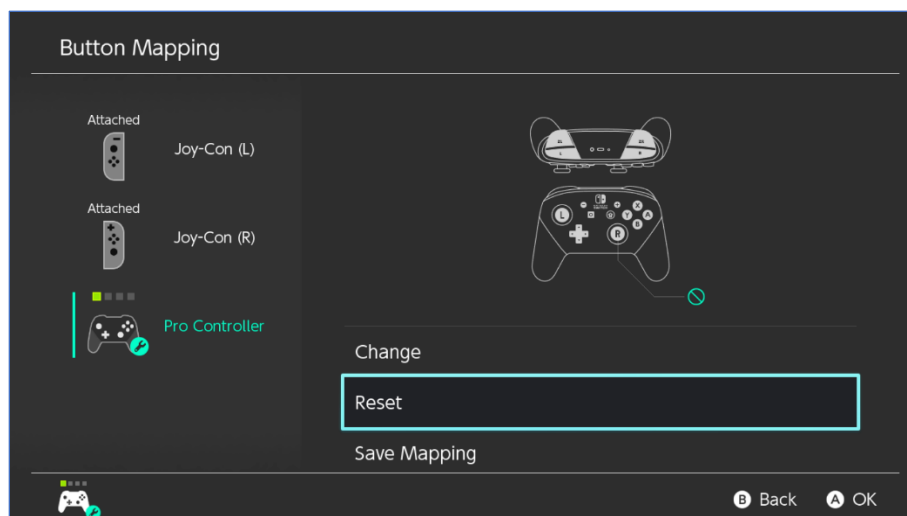 Button Mapping
Attached
Joy-Con (L)
Attached
Joy-Con (R)
Pro Controller
L
X
Y
A
B
R
Change
Reset
Save Mapping
B Back
A OK